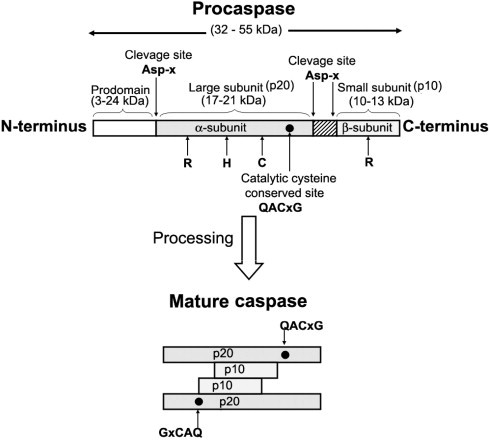 Procaspase
(32 - 55 kDa)
Clevage site
Asp-x
Clevage site
Asp-x
Prodomain
(3-24 kDa)
Large subunit (p20)
(17-21 kDa)
Small subunit (p10)
(10-13 kDa)
N-terminus
α-subunit
β-subunit
C-terminus
R
H
C
R
Catalytic cysteine
conserved site
QACxG
Processing
Mature caspase
QACxG
p20
p10
p10
p20
GxCAQ